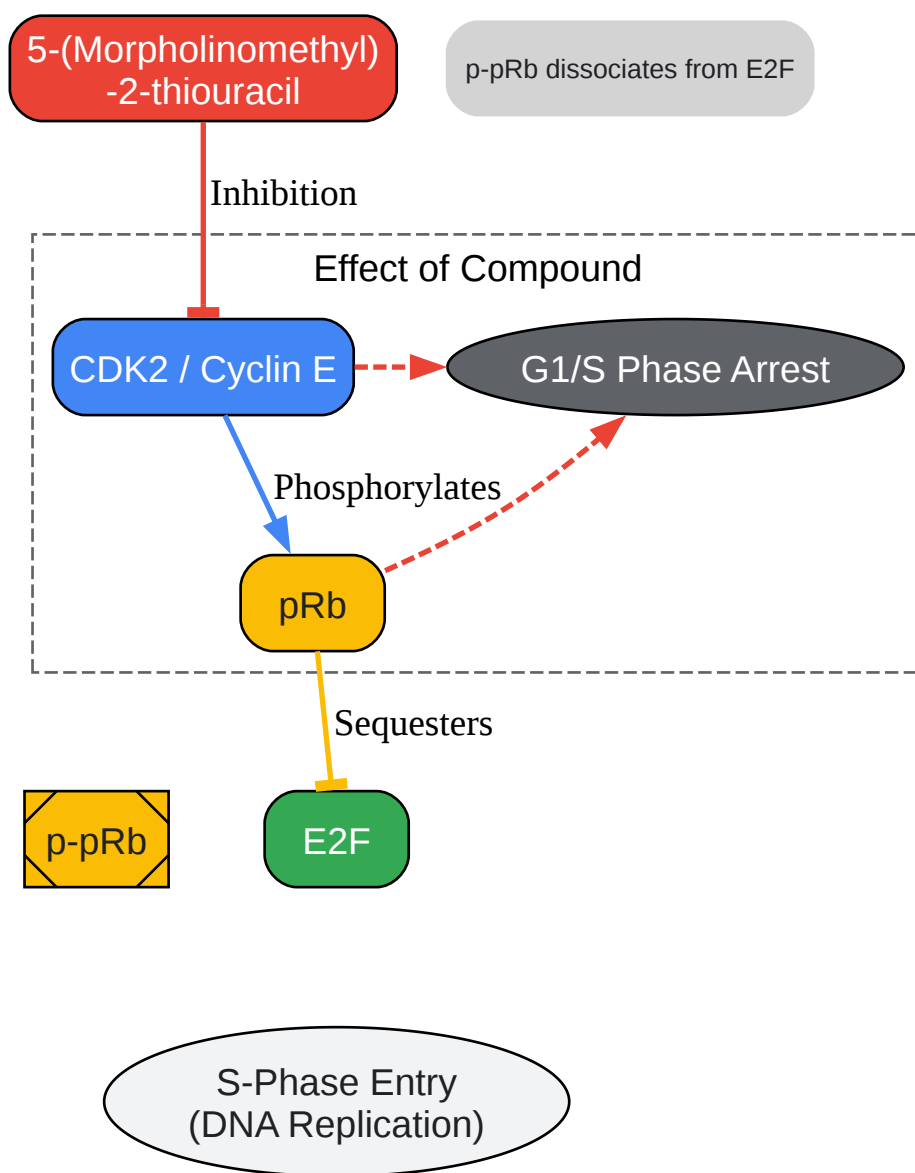 5-(Morpholinomethyl)
-2-thiouracil
p-pRb dissociates from E2F
Inhibition
Effect of Compound
CDK2 / Cyclin E
G1/S Phase Arrest
Phosphorylates
pRb
Sequesters
p-pRb
E2F
S-Phase Entry
(DNA Replication)